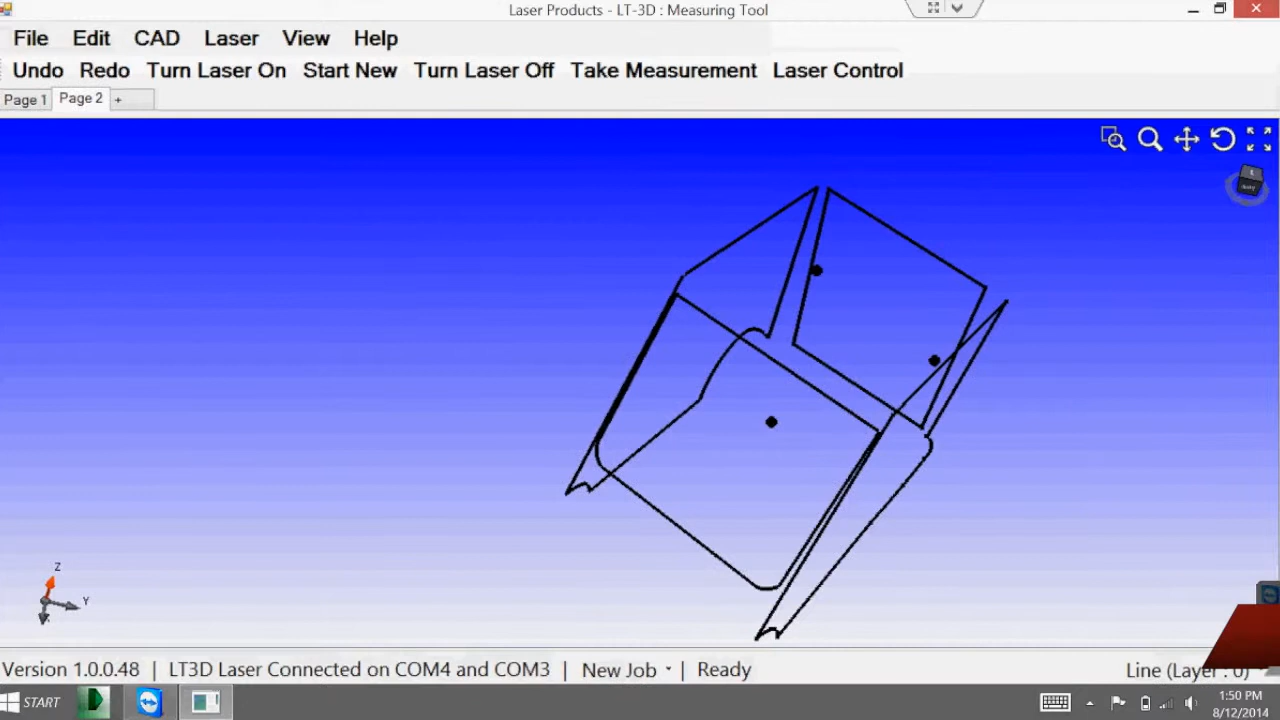 Laser Products - LT-3D : Measuring Tool
File Edit CAD Laser View Help
Undo Redo Turn Laser On Start New Turn Laser Off Take Measurement Laser Control
Page 1 Page 2 +
Z
Y
Version 1.0.0.48 | LT3D Laser Connected on COM4 and COM3 | New Job | Ready Line (Layer : 0)
START 1:50 PM
8/12/2014